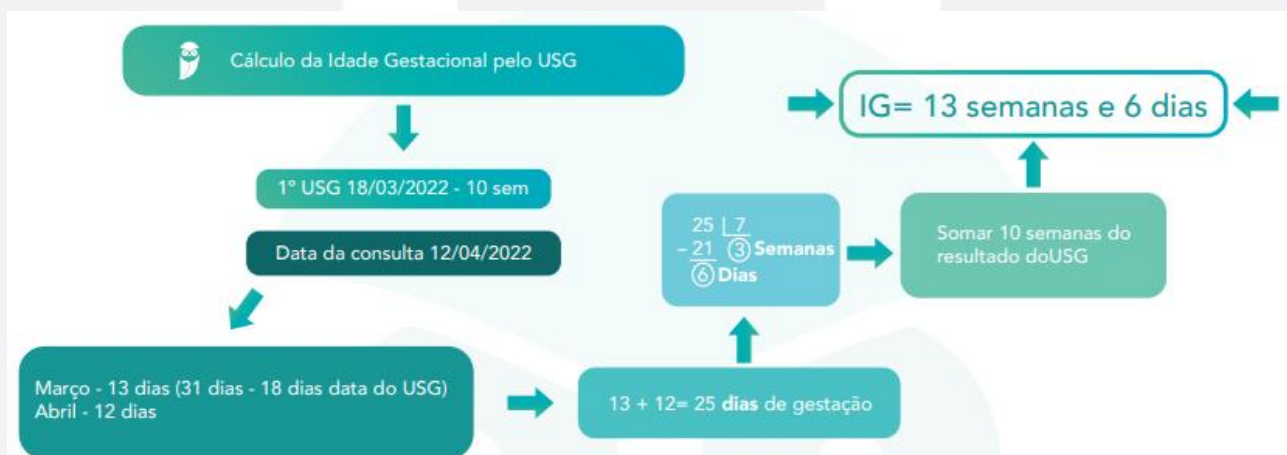 Cálculo da Idade Gestacional pelo USG
1º USG 18/03/2022 - 10 sem
Data da consulta 12/04/2022
Março - 13 dias (31 dias - 18 dias data do USG)
Abril - 12 dias
13 + 12= 25 dias de gestação
25 | 7
- 21 3 Semanas
6 Dias
Somar 10 semanas do
resultado doUSG
IG= 13 semanas e 6 dias